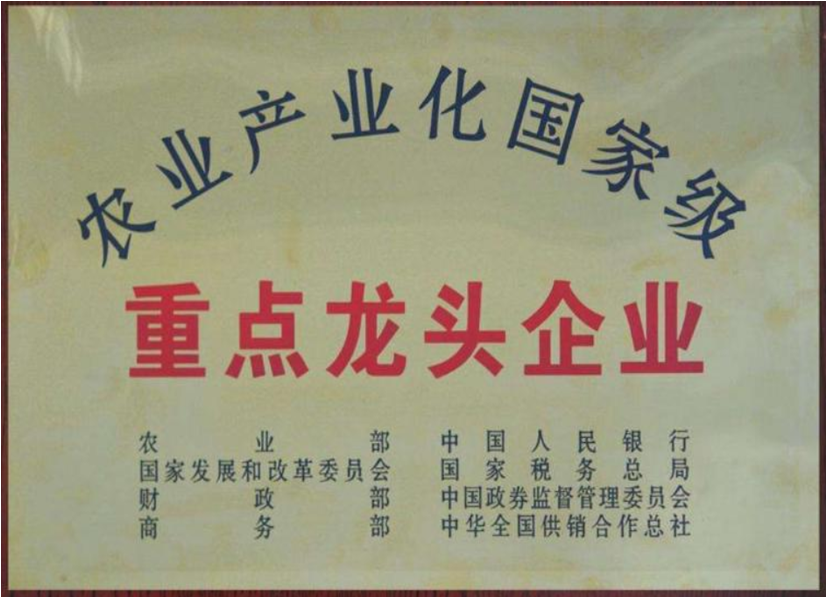 农业产业化国家级
重点龙头企业
农业部
国家发展和改革委员会
财政部
商务部
中国人民银行
国家税务总局
中国政券监督管理委员会
中华全国供销合作总社